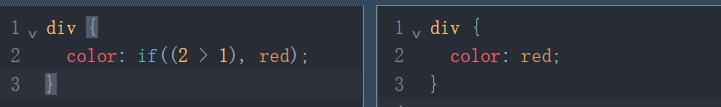 1 div {
2 color: if((2 > 1), red);
3 }
1 div {
2 color: red;
3 }